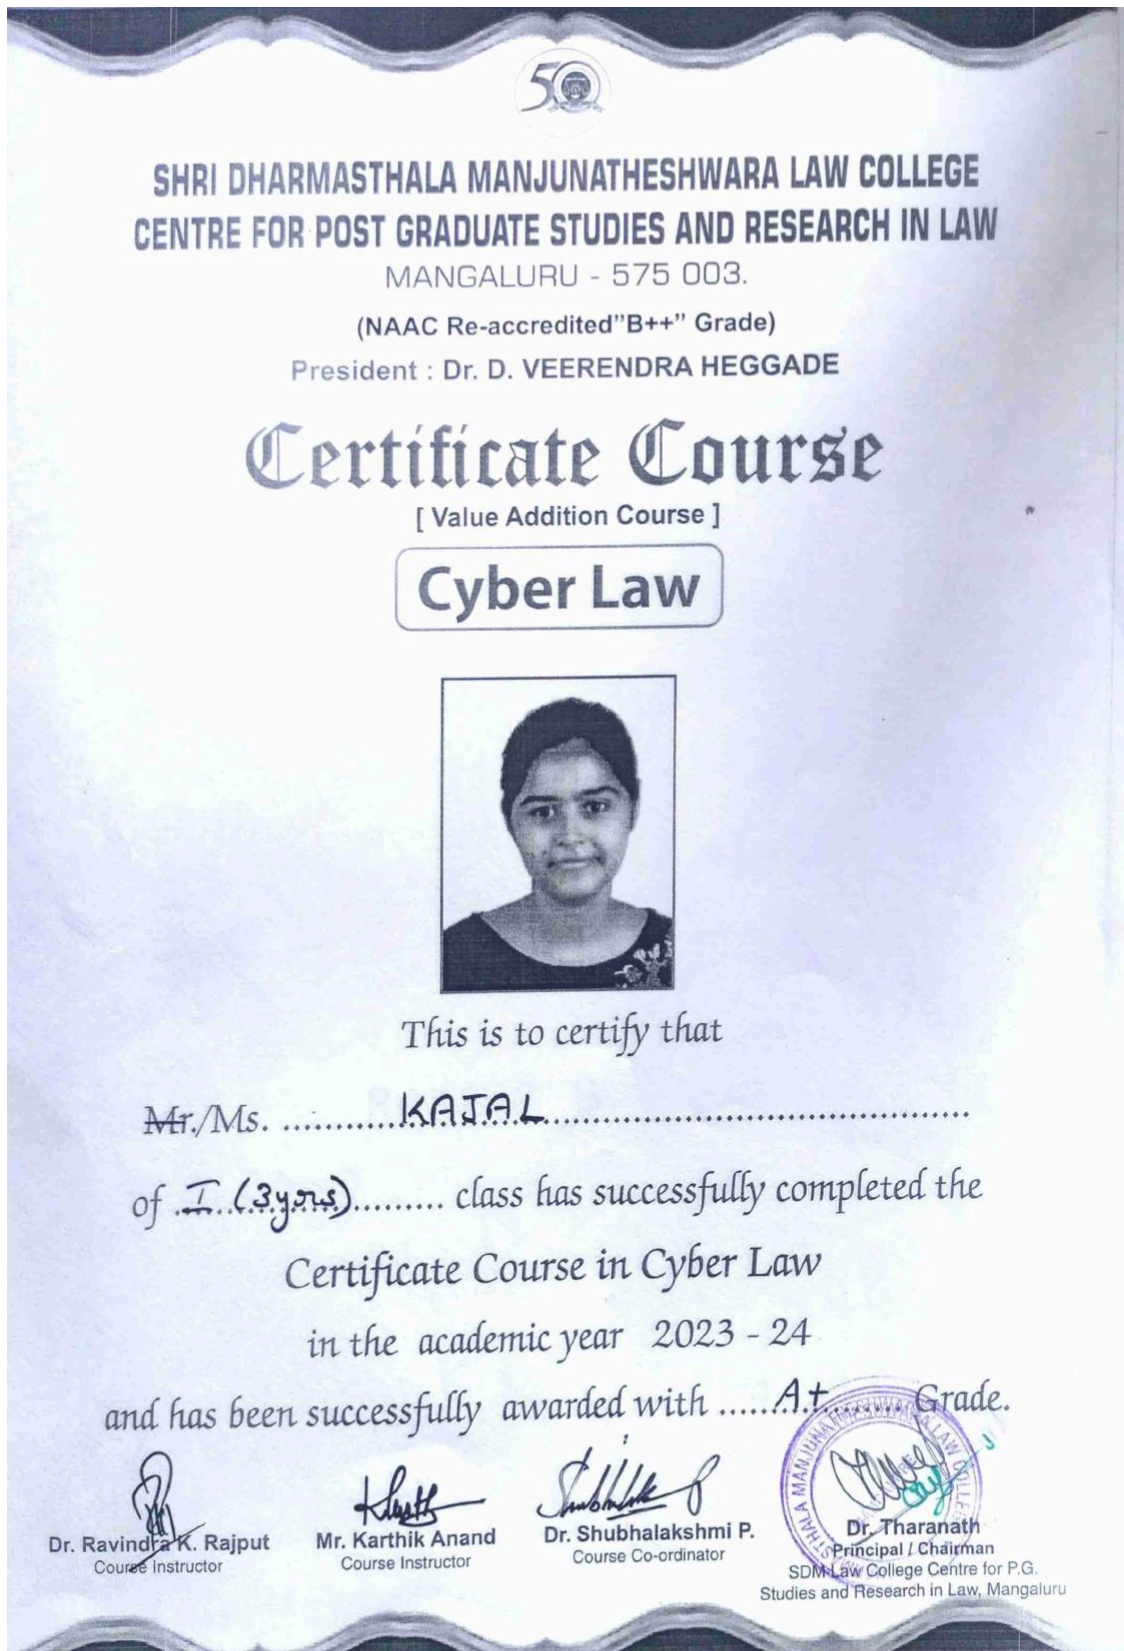 50
SHRI DHARMASTHALA MANJUNATHESHWARA LAW COLLEGE
CENTRE FOR POST GRADUATE STUDIES AND RESEARCH IN LAW
MANGALURU - 575 003.
(NAAC Re-accredited"B++" Grade)
President : Dr. D. VEERENDRA HEGGADE
Certificate Course
[ Value Addition Course ]
Cyber Law
This is to certify that
Mr./Ms. ............KAJAL..........................................
of ..I..(3yrs)......... class has successfully completed the
Certificate Course in Cyber Law
in the academic year 2023 - 24
and has been successfully awarded with ......A+......... Grade.
Dr. Ravindra K. Rajput
Course Instructor
Mr. Karthik Anand
Course Instructor
Dr. Shubhalakshmi P.
Course Co-ordinator
Dr. Tharanath
Principal / Chairman
SDM Law College Centre for P.G.
Studies and Research in Law, Mangaluru